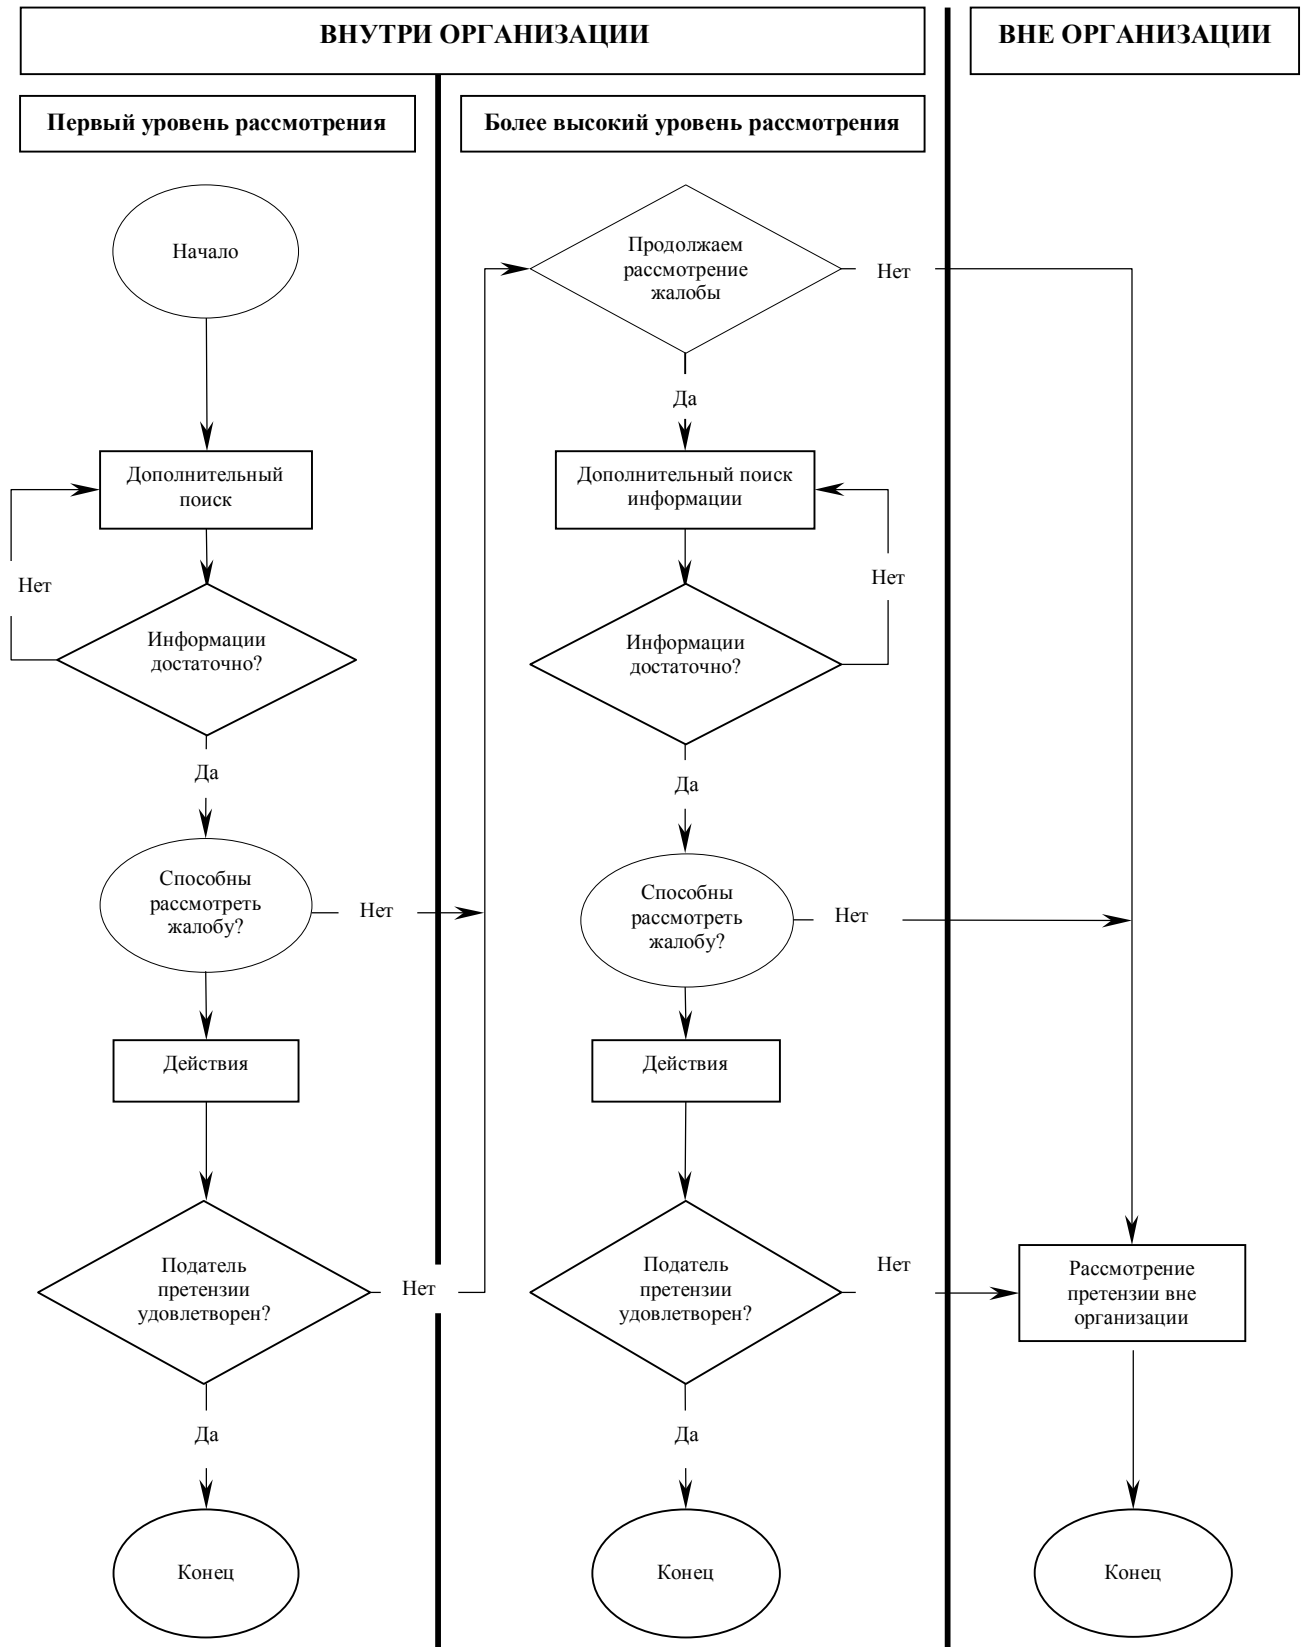 ВНУТРИ ОРГАНИЗАЦИИ
ВНЕ ОРГАНИЗАЦИИ
Первый уровень рассмотрения
Более высокий уровень рассмотрения
Начало
Дополнительный
поиск
Нет
Информации
достаточно?
Да
Способны
рассмотреть
жалобу?
Нет
Действия
Податель
претензии
удовлетворен?
Нет
Да
Конец
Продолжаем
рассмотрение
жалобы
Нет
Да
Дополнительный поиск
информации
Нет
Информации
достаточно?
Да
Способны
рассмотреть
жалобу?
Нет
Действия
Податель
претензии
удовлетворен?
Нет
Да
Конец
Рассмотрение
претензии вне
организации
Конец